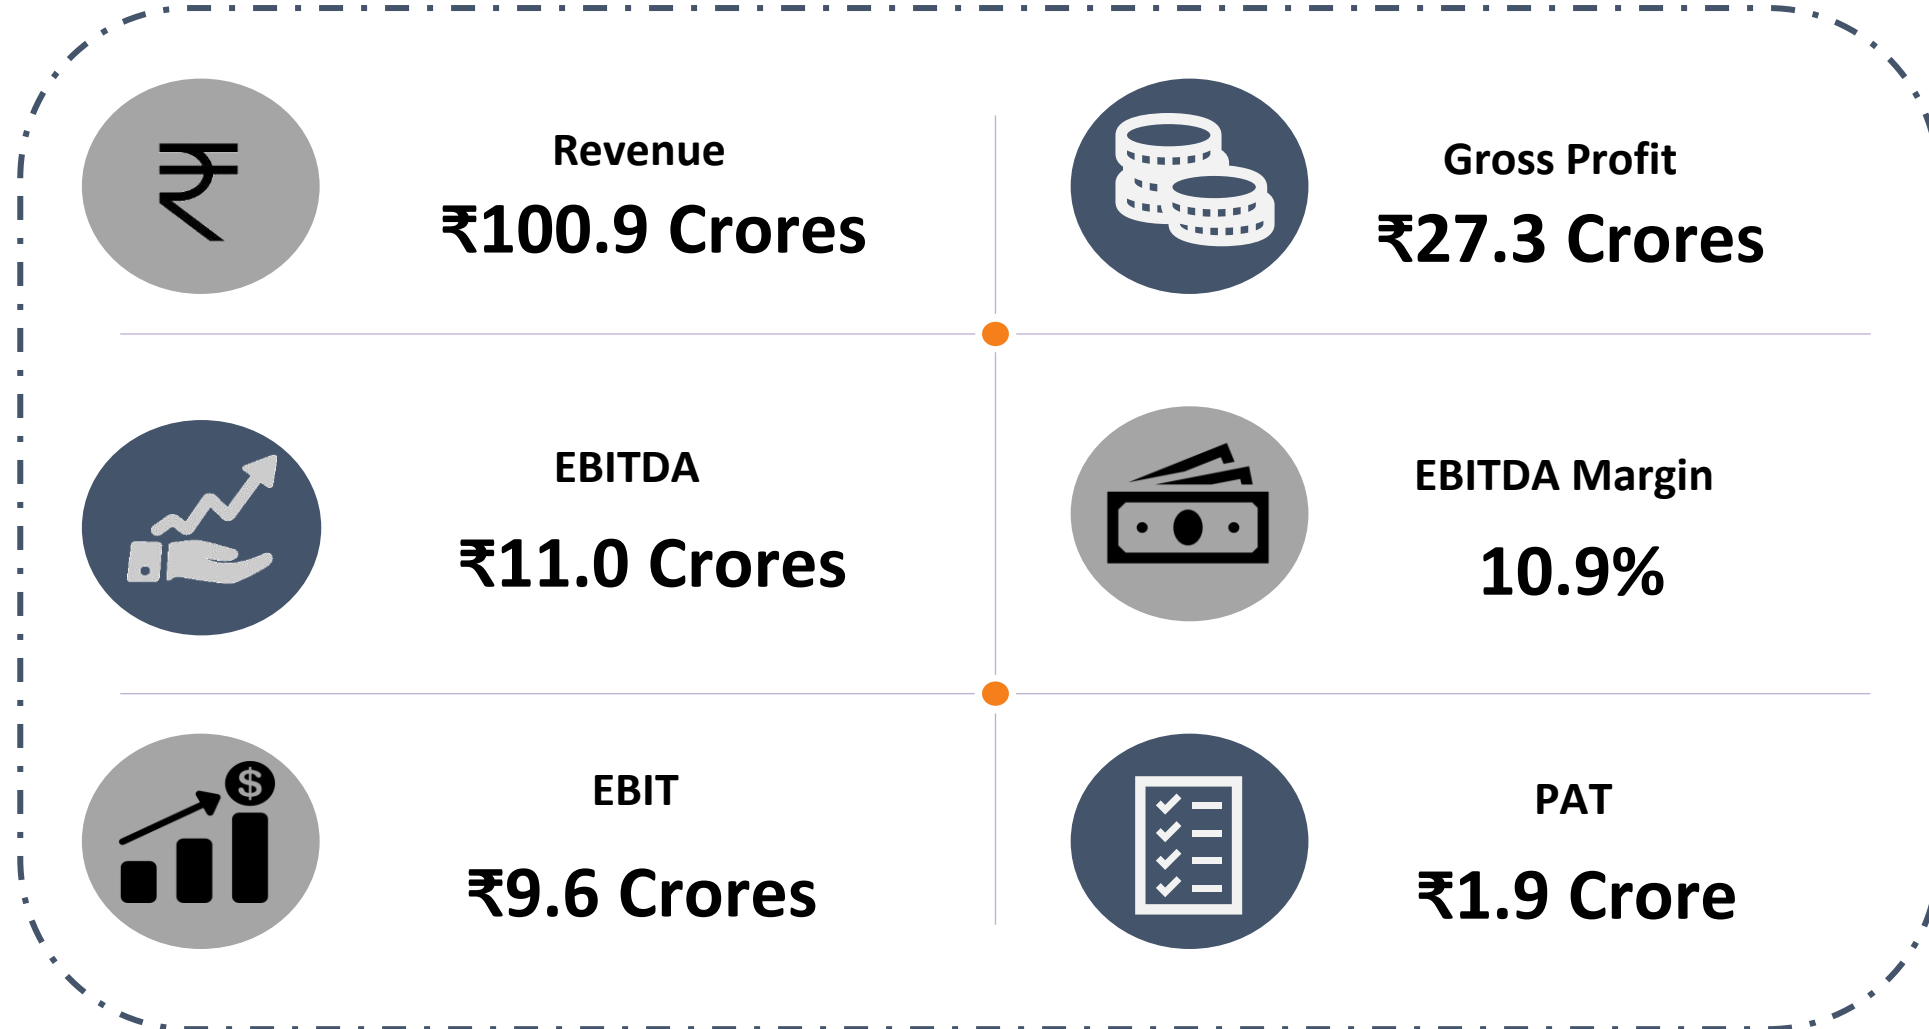 ₹
Revenue
₹100.9 Crores
Gross Profit
₹27.3 Crores
EBITDA
₹11.0 Crores
EBITDA Margin
10.9%
$
EBIT
₹9.6 Crores
PAT
₹1.9 Crore